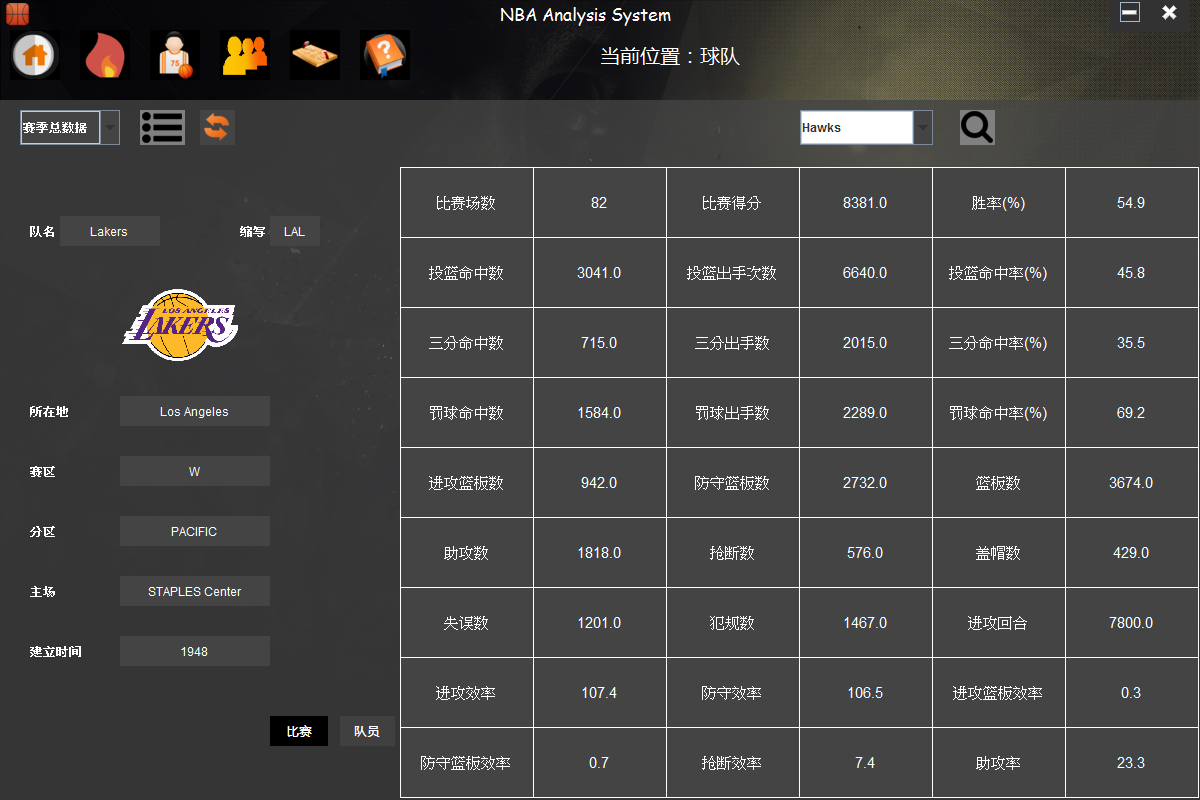 NBA Analysis System
当前位置：球队
75
?
赛季总数据
Hawks
队名 Lakers 缩写 LAL
LOS ANGELES
LAKERS
所在地 Los Angeles
赛区 W
分区 PACIFIC
主场 STAPLES Center
建立时间 1948
比赛 队员
比赛场数 82 比赛得分 8381.0 胜率(%) 54.9
投篮命中数 3041.0 投篮出手次数 6640.0 投篮命中率(%) 45.8
三分命中数 715.0 三分出手数 2015.0 三分命中率(%) 35.5
罚球命中数 1584.0 罚球出手数 2289.0 罚球命中率(%) 69.2
进攻篮板数 942.0 防守篮板数 2732.0 篮板数 3674.0
助攻数 1818.0 抢断数 576.0 盖帽数 429.0
失误数 1201.0 犯规数 1467.0 进攻回合 7800.0
进攻效率 107.4 防守效率 106.5 进攻篮板效率 0.3
防守篮板效率 0.7 抢断效率 7.4 助攻率 23.3